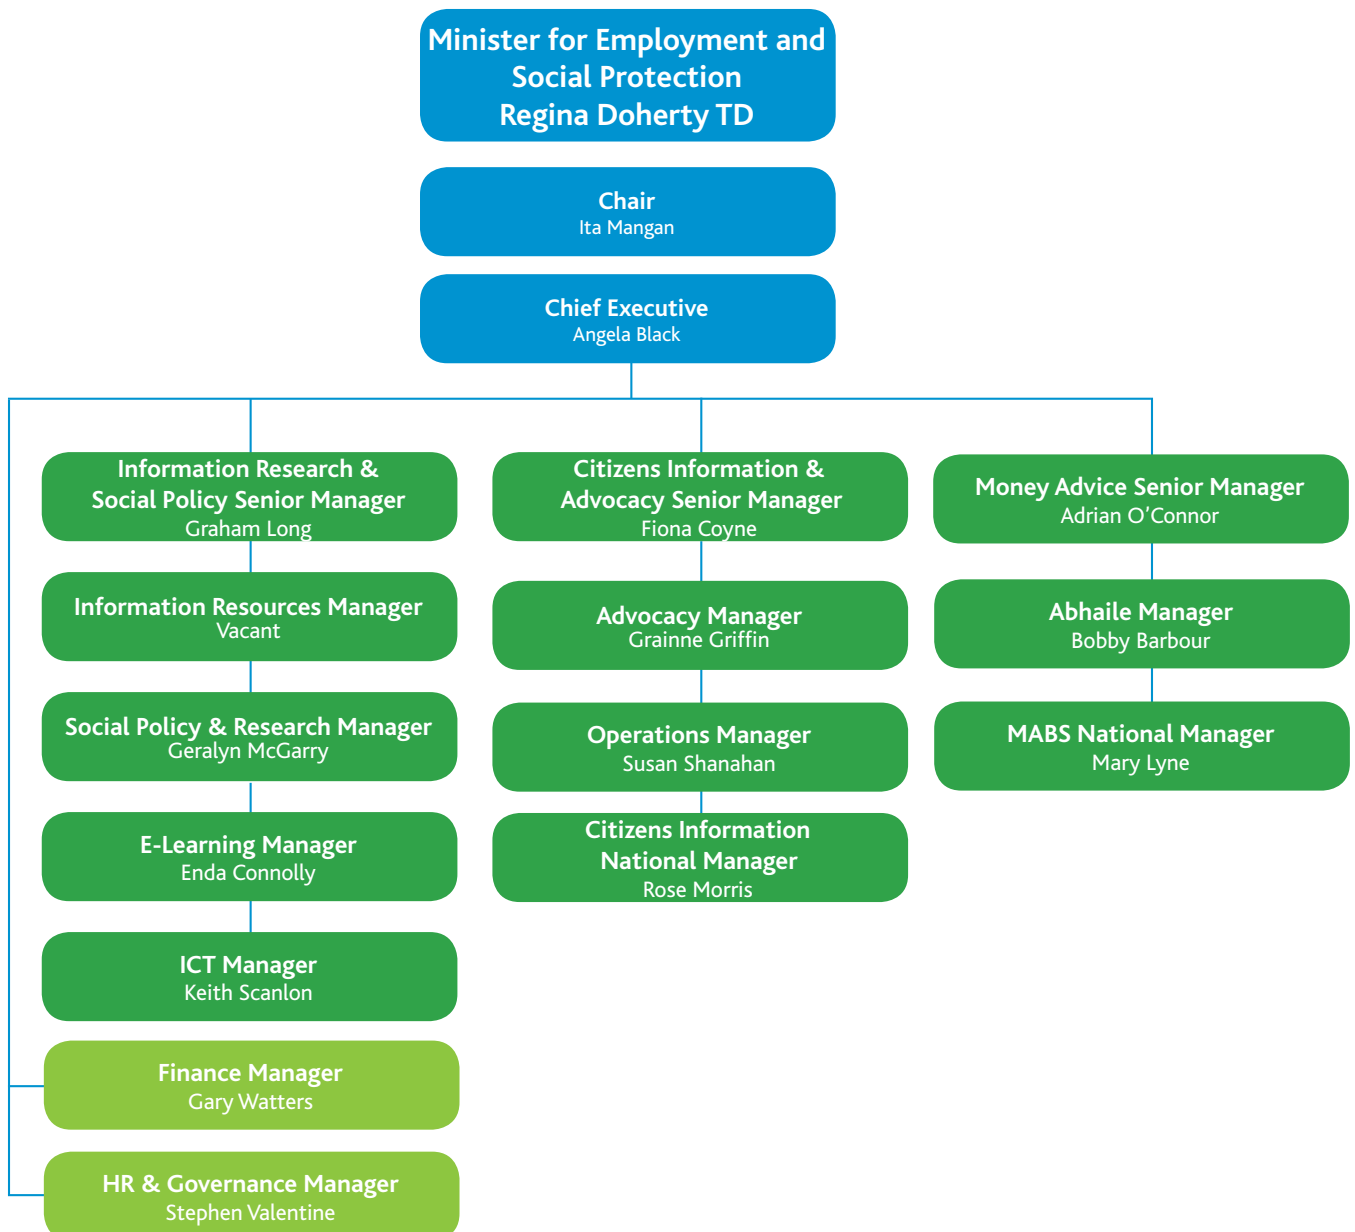 Minister for Employment and
Social Protection
Regina Doherty TD
Chair
Ita Mangan
Chief Executive
Angela Black
Information Research &
Social Policy Senior Manager
Graham Long
Information Resources Manager
Vacant
Social Policy & Research Manager
Geralyn McGarry
E-Learning Manager
Enda Connolly
ICT Manager
Keith Scanlon
Finance Manager
Gary Watters
HR & Governance Manager
Stephen Valentine
Citizens Information &
Advocacy Senior Manager
Fiona Coyne
Advocacy Manager
Grainne Griffin
Operations Manager
Susan Shanahan
Citizens Information
National Manager
Rose Morris
Money Advice Senior Manager
Adrian O’Connor
Abhaile Manager
Bobby Barbour
MABS National Manager
Mary Lyne